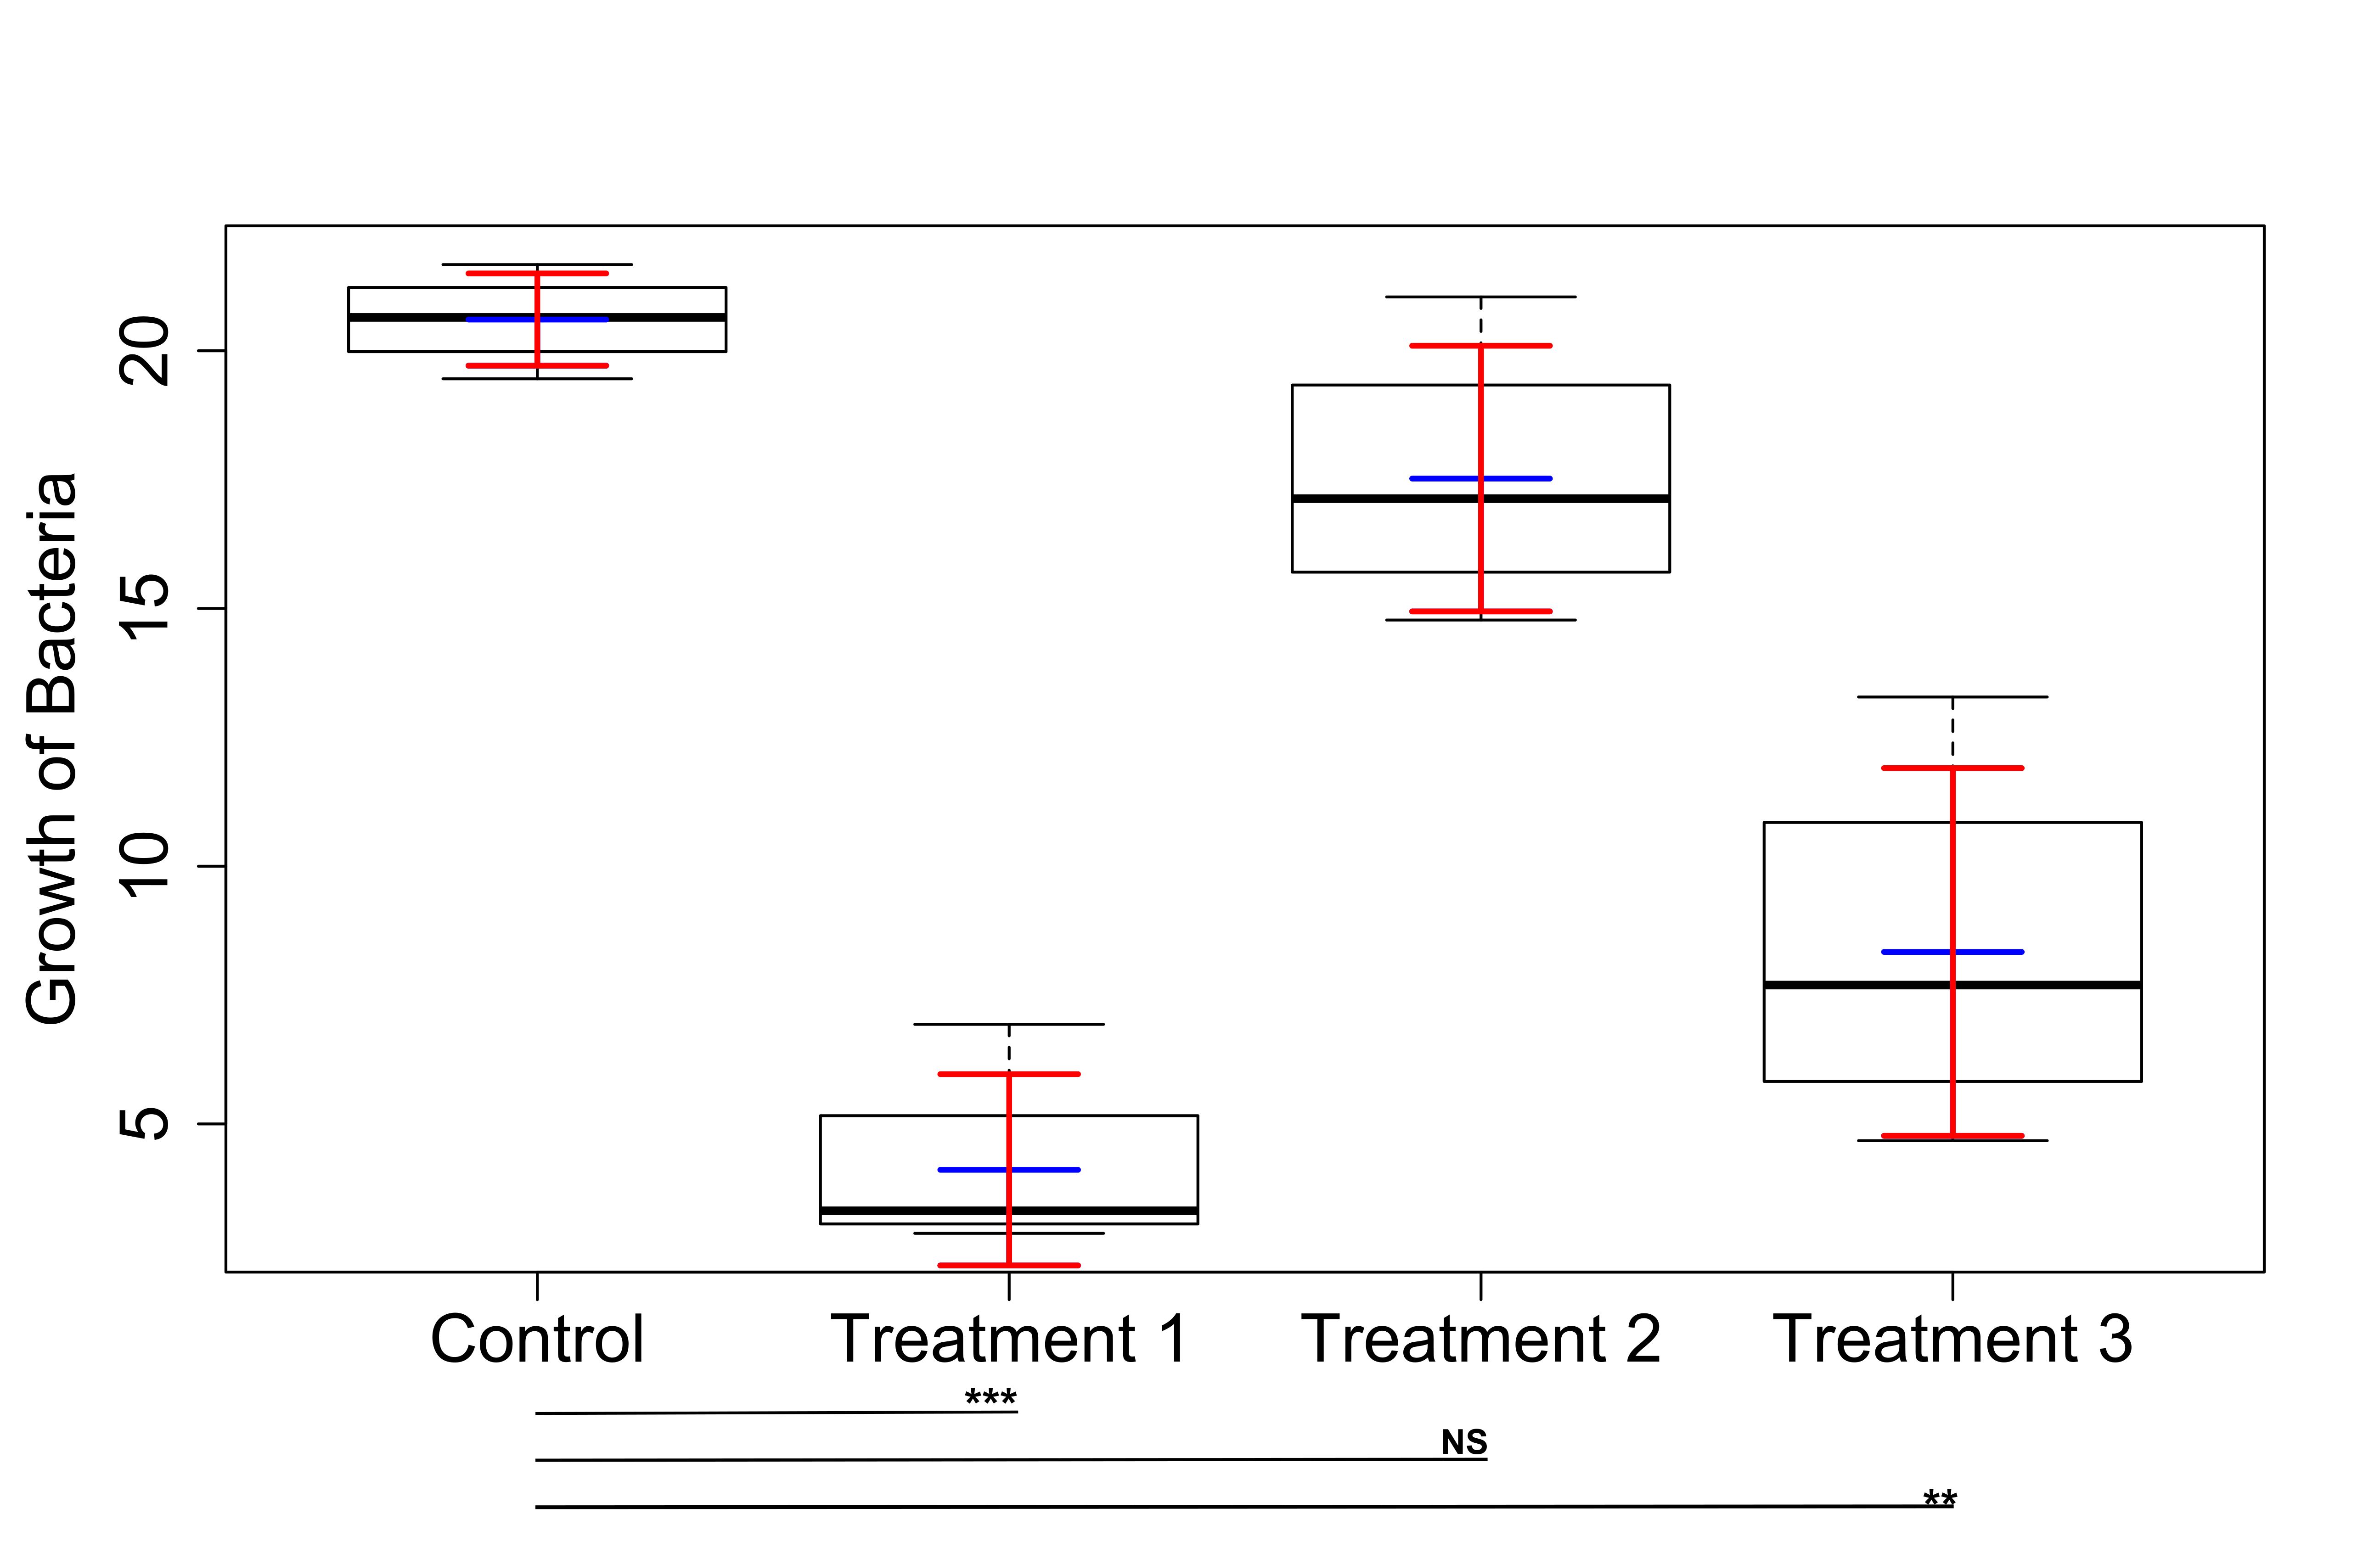 Growth of Bacteria
20
15
10
5
Control Treatment 1 Treatment 2 Treatment 3
***
NS
**